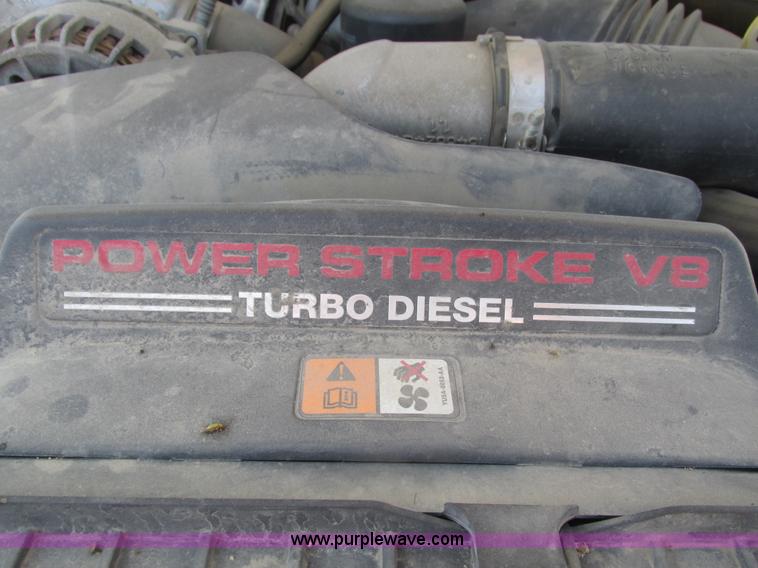 POWER STROKE V8
TURBO DIESEL
www.purplewave.com